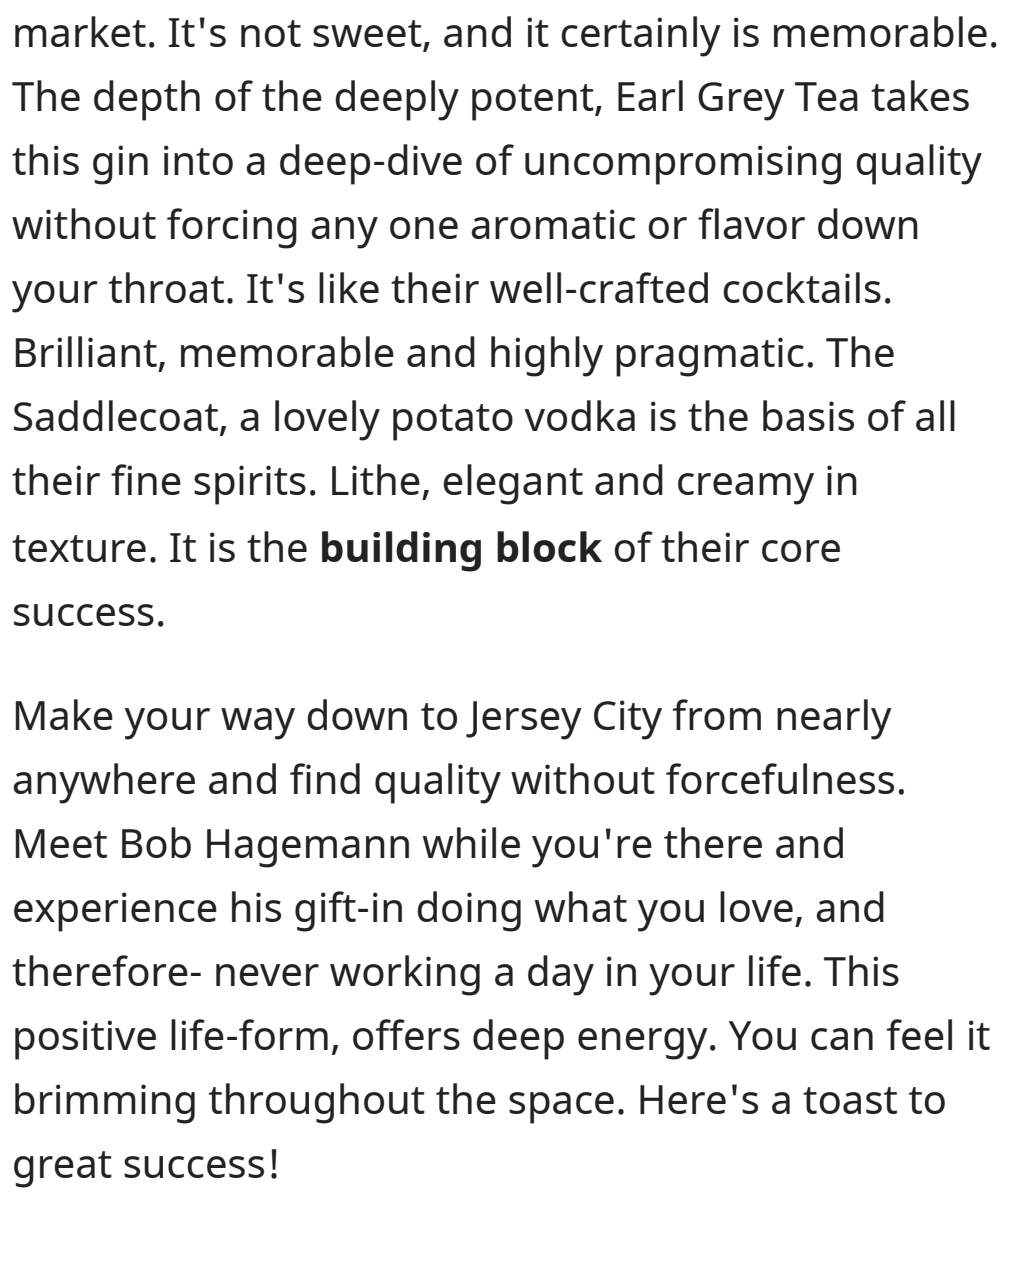 market. It's not sweet, and it certainly is memorable.
The depth of the deeply potent, Earl Grey Tea takes
this gin into a deep-dive of uncompromising quality
without forcing any one aromatic or flavor down
your throat. It's like their well-crafted cocktails.
Brilliant, memorable and highly pragmatic. The
Saddlecoat, a lovely potato vodka is the basis of all
their fine spirits. Lithe, elegant and creamy in
texture. It is the building block of their core
success.
Make your way down to Jersey City from nearly
anywhere and find quality without forcefulness.
Meet Bob Hagemann while you're there and
experience his gift-in doing what you love, and
therefore- never working a day in your life. This
positive life-form, offers deep energy. You can feel it
brimming throughout the space. Here's a toast to
great success!